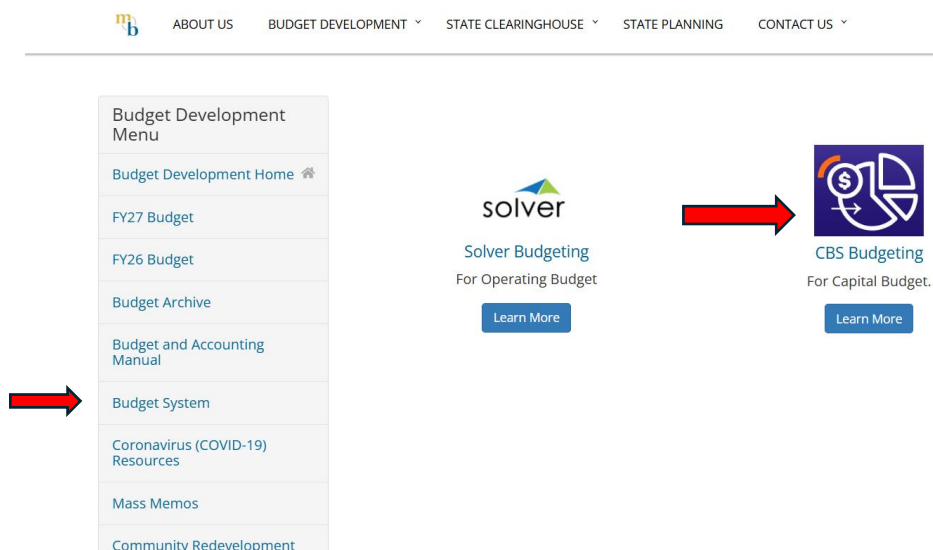 mb
ABOUT US
BUDGET DEVELOPMENT
STATE CLEARINGHOUSE
STATE PLANNING
CONTACT US
Budget Development
Menu
Budget Development Home
FY27 Budget
FY26 Budget
Budget Archive
Budget and Accounting
Manual
Budget System
Coronavirus (COVID-19)
Resources
Mass Memos
Community Redevelopment
solver
Solver Budgeting
For Operating Budget
Learn More
$
CBS Budgeting
For Capital Budget.
Learn More